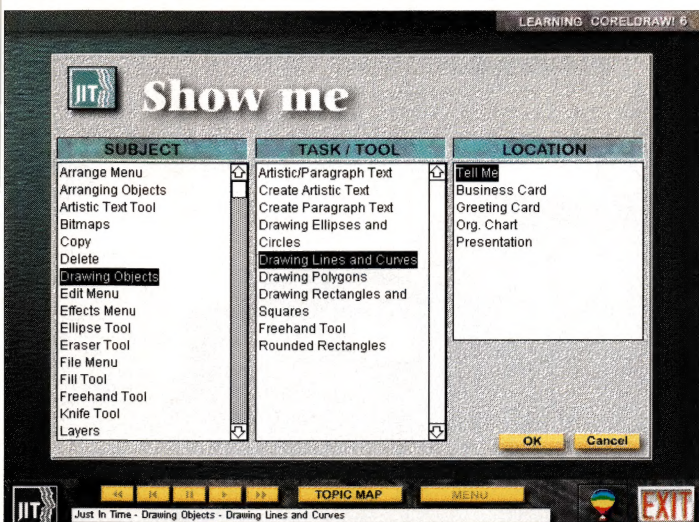 LEARNING CORELDRAW! 6
JIT
Show me
SUBJECT
Arrange Menu
Arranging Objects
Artistic Text Tool
Bitmaps
Copy
Delete
Drawing Objects
Edit Menu
Effects Menu
Ellipse Tool
Eraser Tool
File Menu
Fill Tool
Freehand Tool
Knife Tool
Layers
TASK / TOOL
Artistic/Paragraph Text
Create Artistic Text
Create Paragraph Text
Drawing Ellipses and
Circles
Drawing Lines and Curves
Drawing Polygons
Drawing Rectangles and
Squares
Freehand Tool
Rounded Rectangles
LOCATION
Tell Me
Business Card
Greeting Card
Org. Chart
Presentation
OK
Cancel
TOPIC MAP
MENU
JIT
Just In Time - Drawing Objects - Drawing Lines and Curves
EXIT